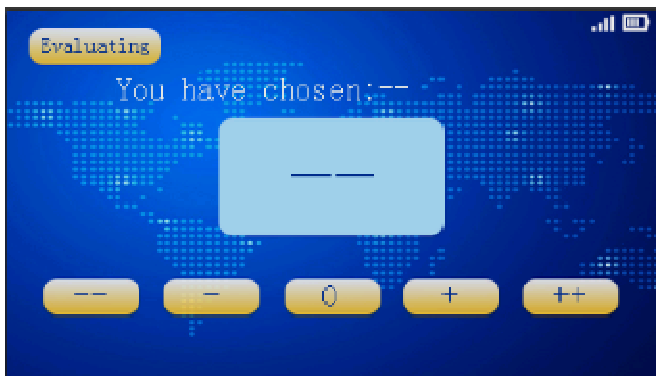 Evaluating
You have chosen:--
--
-- - 0 + ++